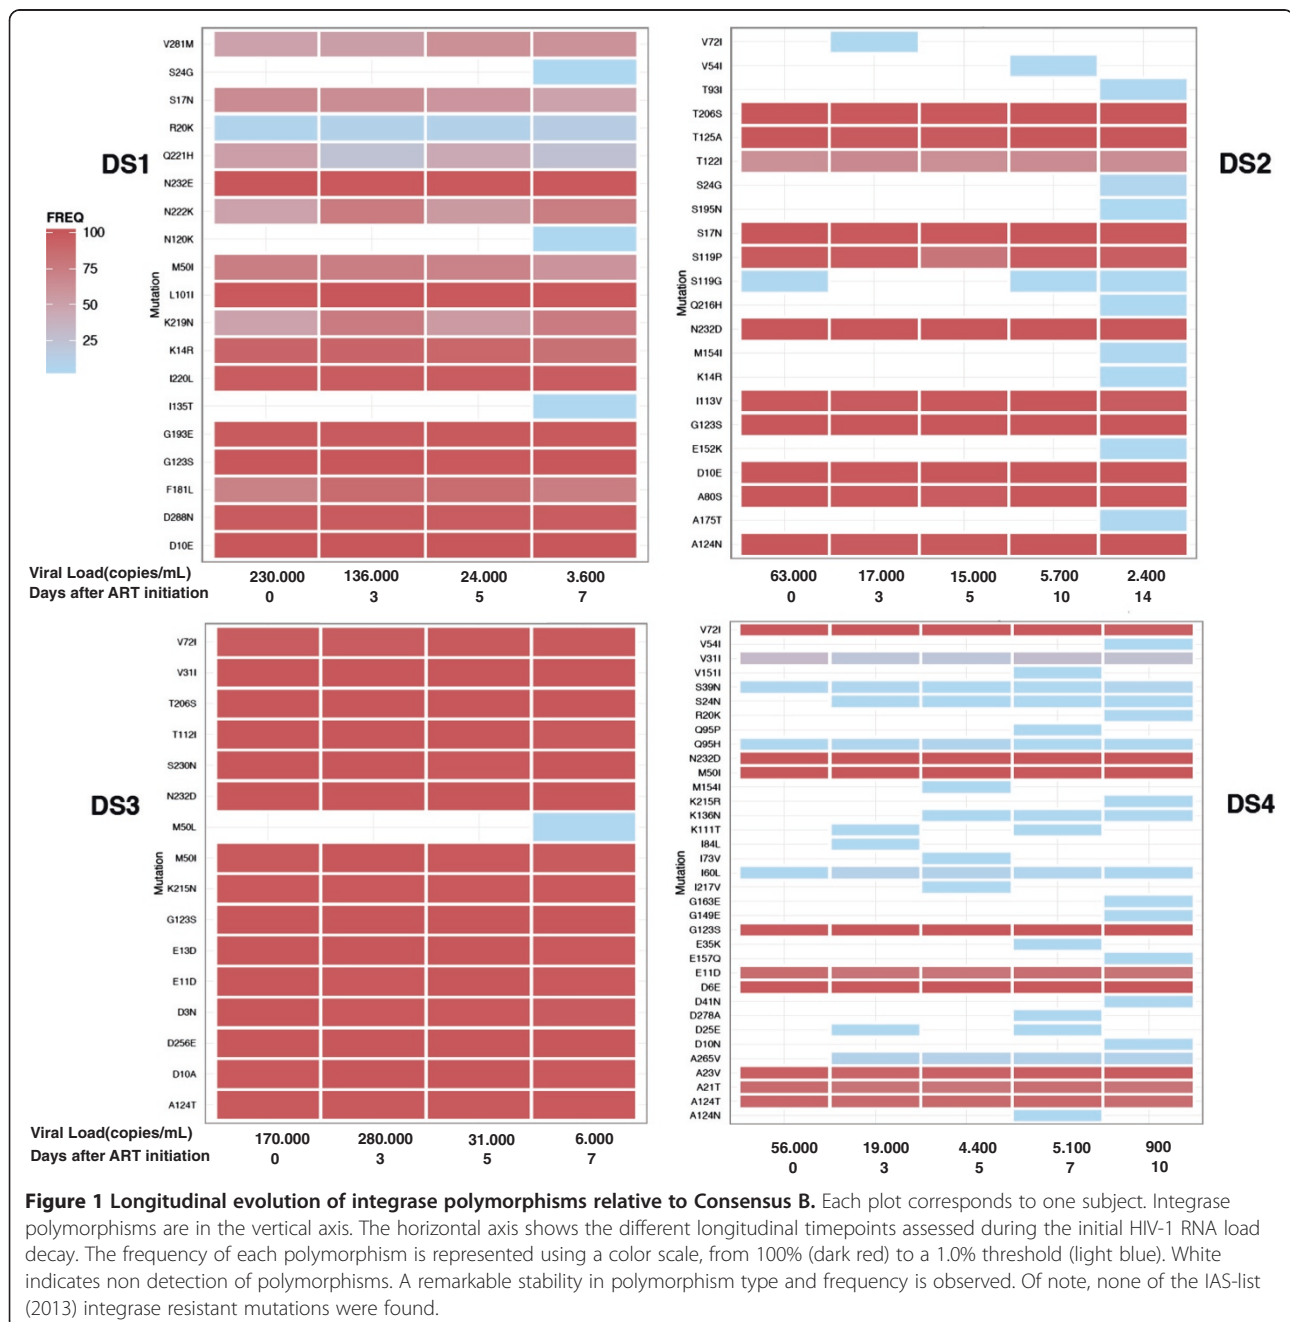 DS1
FREQ
100
75
50
25
Mutation
V281M
S24G
S17N
R20K
Q221H
N232E
N222K
N120K
M50I
L101I
K219N
K14R
I220L
I135T
G193E
G123S
F181L
D288N
D10E
Viral Load(copies/mL) 230.000 136.000 24.000 3.600
Days after ART initiation 0 3 5 7
DS2
Mutation
V72I
V54I
T93I
T206S
T125A
T122I
S24G
S195N
S17N
S119P
S119G
Q216H
N232D
M154I
K14R
I113V
G123S
E152K
D10E
A80S
A175T
A124N
63.000 17.000 15.000 5.700 2.400
0 3 5 10 14
DS3
Mutation
V72I
V31I
T206S
T112I
S230N
N232D
M50L
M50I
K215N
G123S
E13D
E11D
D3N
D256E
D10A
A124T
Viral Load(copies/mL) 170.000 280.000 31.000 6.000
Days after ART initiation 0 3 5 7
DS4
Mutation
V72I
V54I
V31I
V151I
S39N
S24N
R20K
Q95P
Q95H
N232D
M50I
M154I
K215R
K136N
K111T
I84L
I73V
I60L
I217V
G163E
G149E
G123S
E35K
E157Q
E11D
D6E
D41N
D278A
D25E
D10N
A265V
A23V
A21T
A124T
A124N
56.000 19.000 4.400 5.100 900
0 3 5 7 10
Figure 1 Longitudinal evolution of integrase polymorphisms relative to Consensus B. Each plot corresponds to one subject. Integrase
polymorphisms are in the vertical axis. The horizontal axis shows the different longitudinal timepoints assessed during the initial HIV-1 RNA load
decay. The frequency of each polymorphism is represented using a color scale, from 100% (dark red) to a 1.0% threshold (light blue). White
indicates non detection of polymorphisms. A remarkable stability in polymorphism type and frequency is observed. Of note, none of the IAS-list
(2013) integrase resistant mutations were found.